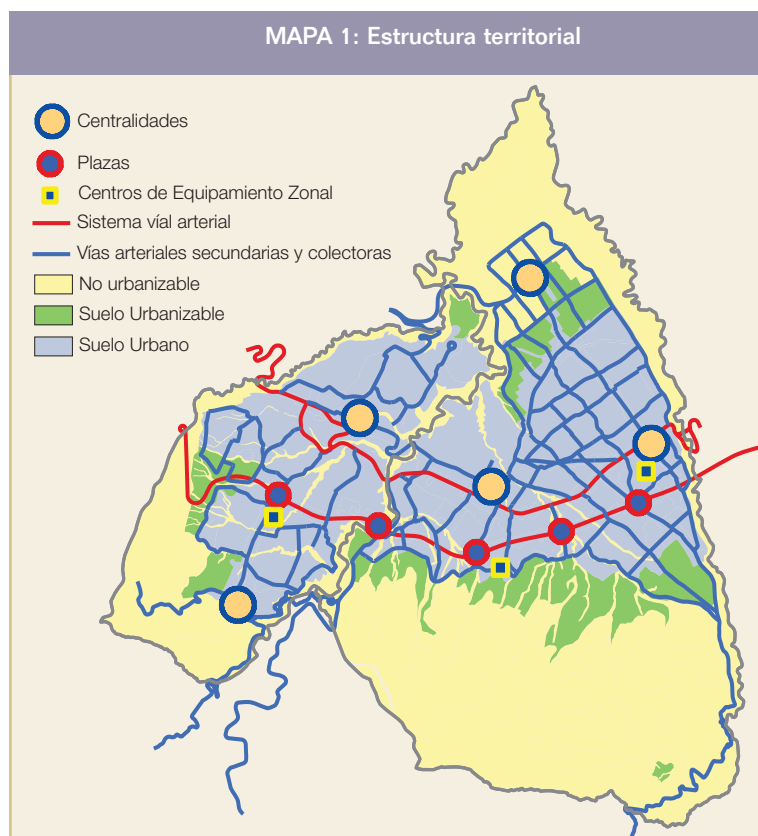 MAPA 1: Estructura territorial
Centralidades
Plazas
Centros de Equipamiento Zonal
Sistema víal arterial
Vías arteriales secundarias y colectoras
No urbanizable
Suelo Urbanizable
Suelo Urbano